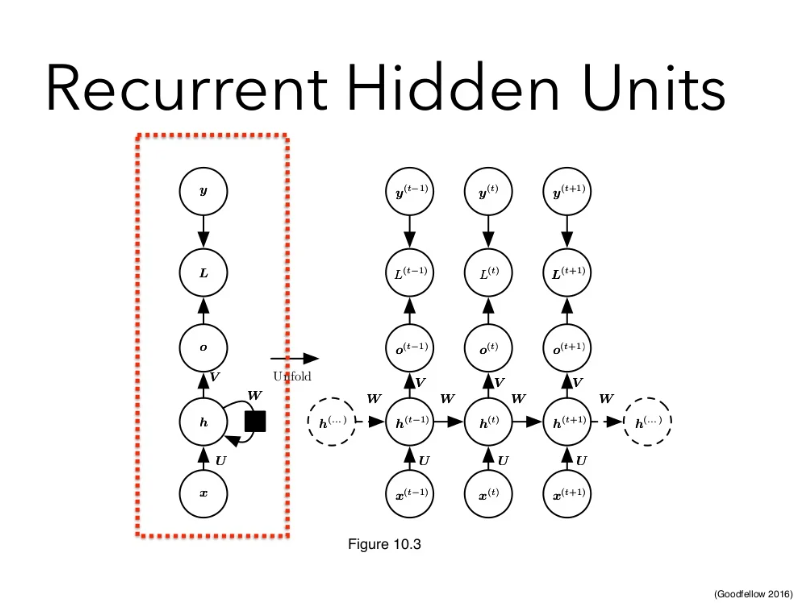 Recurrent Hidden Units
y y⁽ᵗ⁻¹⁾ y⁽ᵗ⁾ y⁽ᵗ⁺¹⁾
L L⁽ᵗ⁻¹⁾ L⁽ᵗ⁾ L⁽ᵗ⁺¹⁾
o o⁽ᵗ⁻¹⁾ o⁽ᵗ⁾ o⁽ᵗ⁺¹⁾
Unfold
V V V V
W W W W W
h h⁽˙˙˙⁾ h⁽ᵗ⁻¹⁾ h⁽ᵗ⁾ h⁽ᵗ⁺¹⁾ h⁽˙˙˙⁾
U U U U
x x⁽ᵗ⁻¹⁾ x⁽ᵗ⁾ x⁽ᵗ⁺¹⁾
Figure 10.3
(Goodfellow 2016)